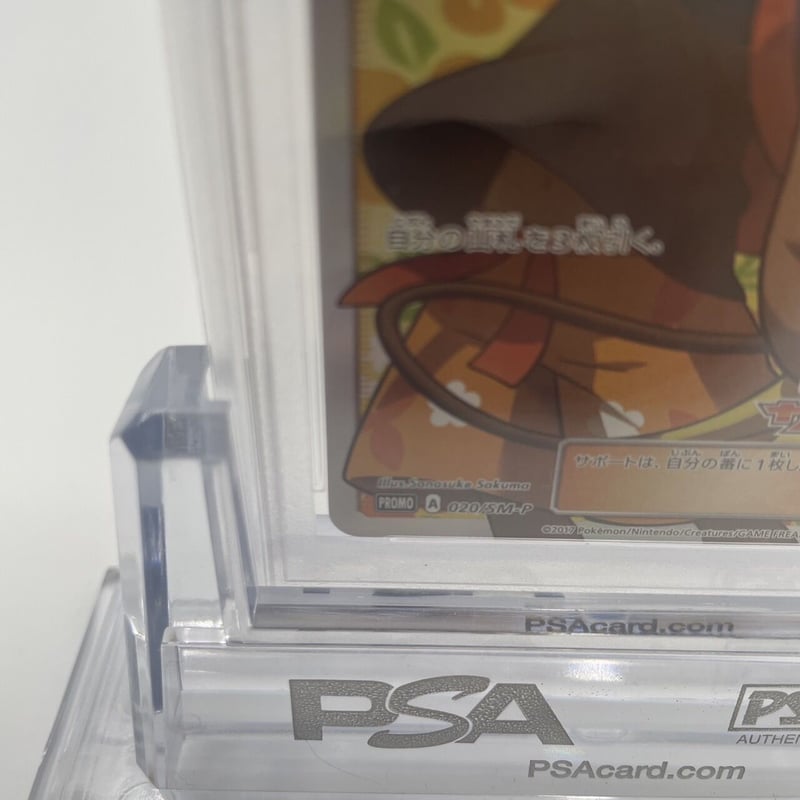 自分の山札を3枚引く。
サポートは、自分の番に1枚し
Illus. Sanosuke Sakuma
PROMO A 020/SM-P
©2017 Pokémon/Nintendo/Creatures/GAME FREA
PSAcard.com
PSA
PS
AUTHEN
PSAcard.com